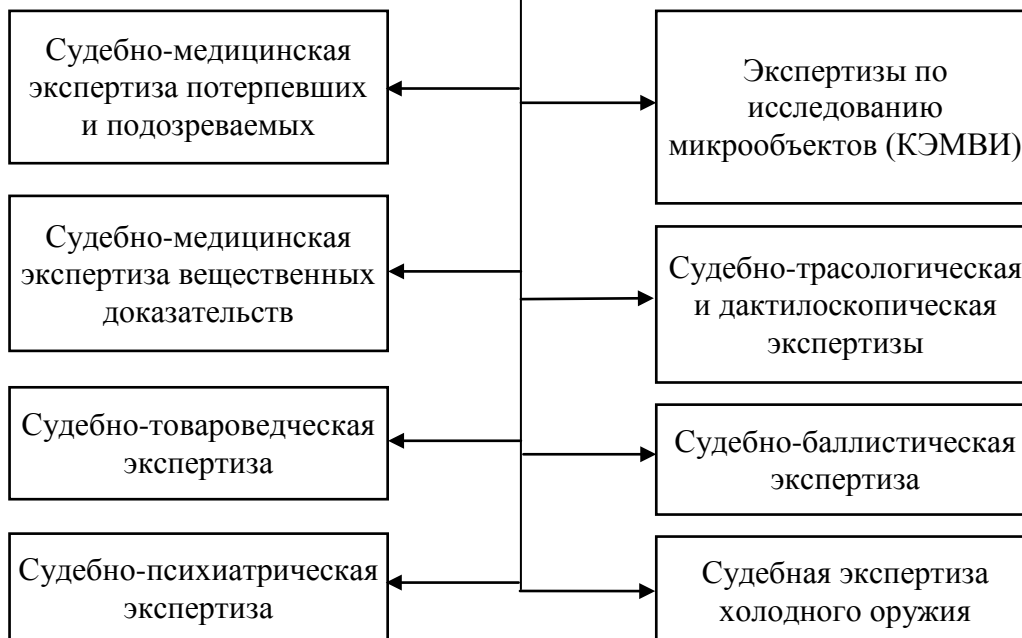 Судебно-медицинская
экспертиза потерпевших
и подозреваемых
Экспертизы по
исследованию
микрообъектов (КЭМВИ)
Судебно-медицинская
экспертиза вещественных
доказательств
Судебно-трасологическая
и дактилоскопическая
экспертизы
Судебно-товароведческая
экспертиза
Судебно-баллистическая
экспертиза
Судебно-психиатрическая
экспертиза
Судебная экспертиза
холодного оружия